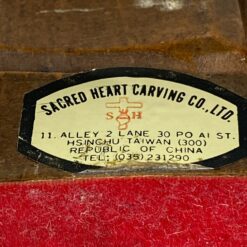 SACRED HEART CARVING CO., LTD.
S H
11. ALLEY 2 LANE 30 PO AI ST.
HSINCHU TAIWAN (300)
REPUBLIC OF CHINA
TEL: (035) 231290